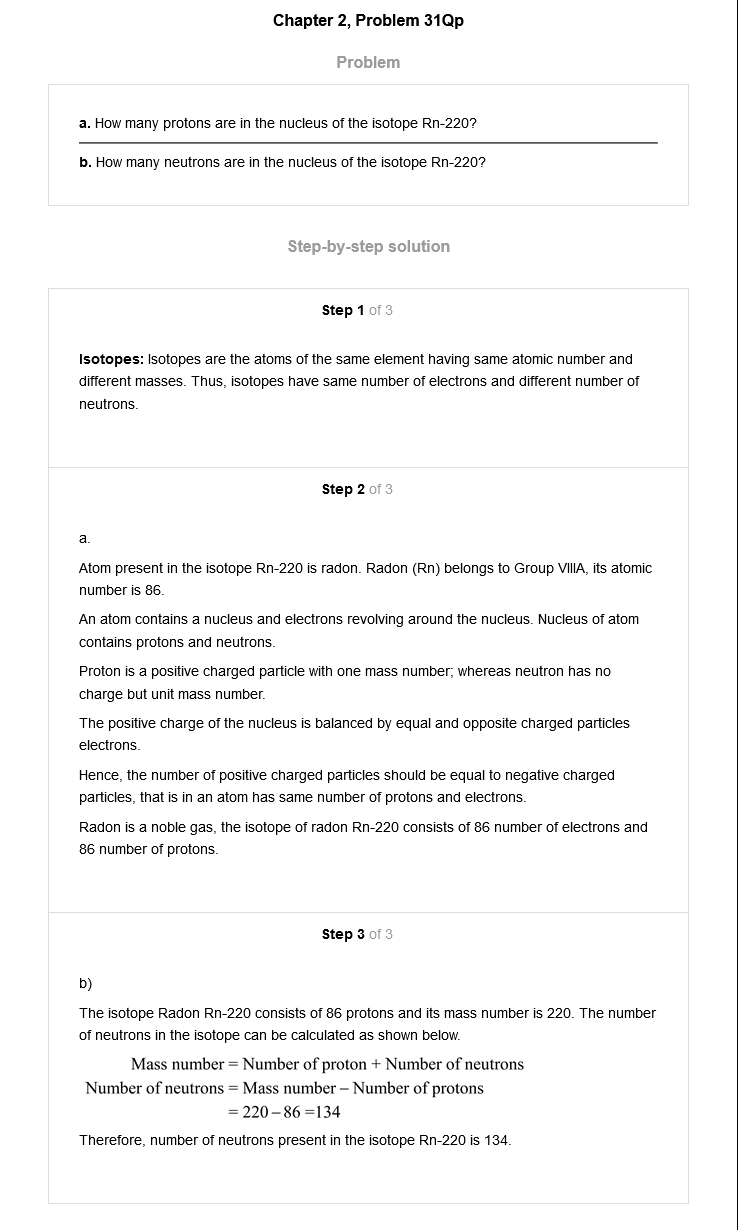 Chapter 2, Problem 31Qp
Problem
a. How many protons are in the nucleus of the isotope Rn-220?
b. How many neutrons are in the nucleus of the isotope Rn-220?
Step-by-step solution
Step 1 of 3
Isotopes: Isotopes are the atoms of the same element having same atomic number and
different masses. Thus, isotopes have same number of electrons and different number of
neutrons.
Step 2 of 3
a.
Atom present in the isotope Rn-220 is radon. Radon (Rn) belongs to Group VIIIA, its atomic
number is 86.
An atom contains a nucleus and electrons revolving around the nucleus. Nucleus of atom
contains protons and neutrons.
Proton is a positive charged particle with one mass number; whereas neutron has no
charge but unit mass number.
The positive charge of the nucleus is balanced by equal and opposite charged particles
electrons.
Hence, the number of positive charged particles should be equal to negative charged
particles, that is in an atom has same number of protons and electrons.
Radon is a noble gas, the isotope of radon Rn-220 consists of 86 number of electrons and
86 number of protons.
Step 3 of 3
b)
The isotope Radon Rn-220 consists of 86 protons and its mass number is 220. The number
of neutrons in the isotope can be calculated as shown below.
Mass number = Number of proton + Number of neutrons
Number of neutrons = Mass number − Number of protons
= 220 − 86 =134
Therefore, number of neutrons present in the isotope Rn-220 is 134.